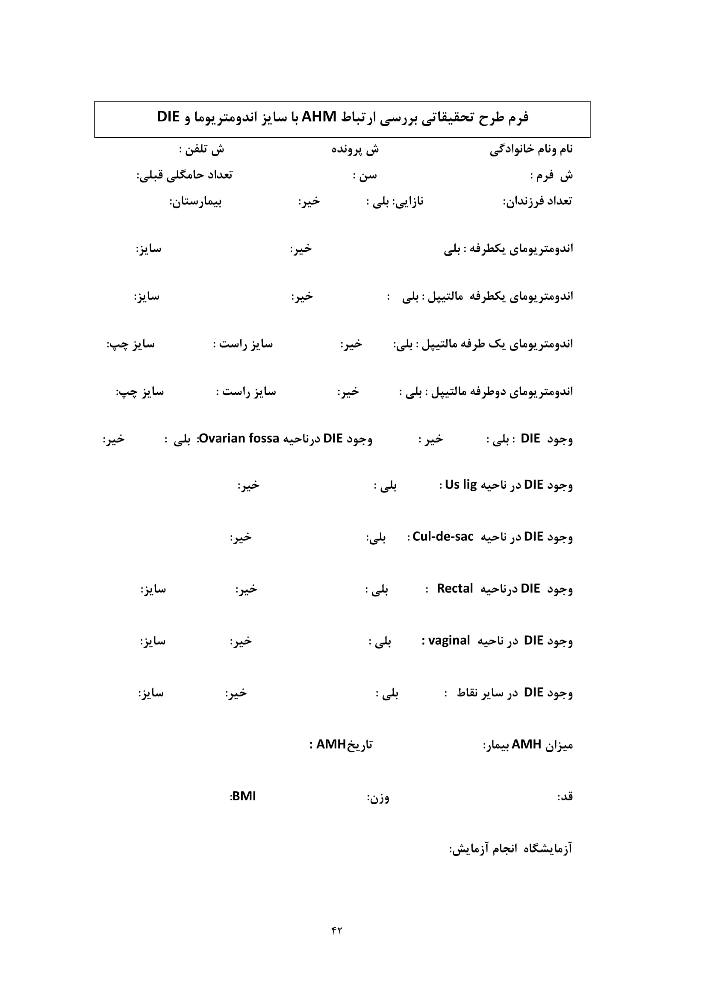 فرم طرح تحقیقاتی بررسی ارتباط AHM با سایز اندومتریوما و DIE
نام ونام خانوادگی ش پرونده ش تلفن :
ش فرم : سن : تعداد حامگلی قبلی:
تعداد فرزندان: نازایی: بلی : خیر: بیمارستان:
اندومتریومای یکطرفه : بلی خیر: سایز:
اندومتریومای یکطرفه مالتیپل : بلی : خیر: سایز:
اندومتریومای یک طرفه مالتیپل : بلی: خیر: سایز راست : سایز چپ:
اندومتریومای دوطرفه مالتیپل : بلی : خیر: سایز راست : سایز چپ:
وجود DIE : بلی : خیر : وجود DIE درناحیه Ovarian fossa: بلی : خیر:
وجود DIE در ناحیه Us lig : بلی : خیر:
وجود DIE در ناحیه Cul-de-sac : بلی: خیر:
وجود DIE درناحیه Rectal : بلی : خیر: سایز:
وجود DIE در ناحیه vaginal : بلی : خیر: سایز:
وجود DIE در سایر نقاط : بلی : خیر: سایز:
میزان AMH بیمار: تاریخAMH :
قد: وزن: BMI:
آزمایشگاه انجام آزمایش:
۴۲